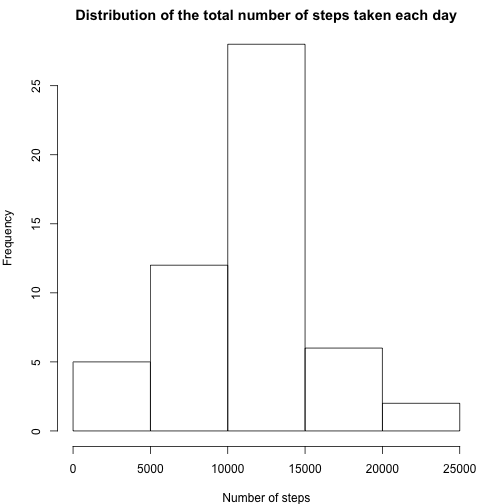 Distribution of the total number of steps taken each day
Frequency
25
20
15
10
5
0
0 5000 10000 15000 20000 25000
Number of steps